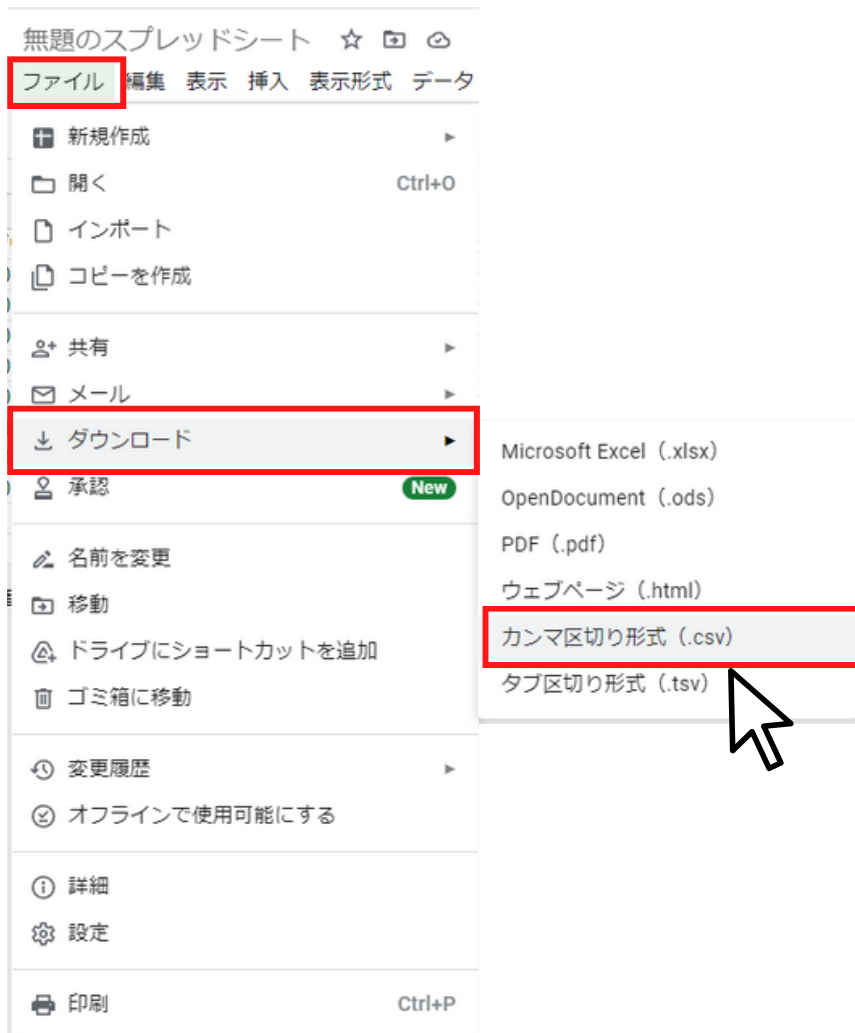 無題のスプレッドシート
ファイル 編集 表示 挿入 表示形式 データ
新規作成
開く Ctrl+O
インポート
コピーを作成
共有
メール
ダウンロード
承認 New
名前を変更
移動
ドライブにショートカットを追加
ゴミ箱に移動
変更履歴
オフラインで使用可能にする
詳細
設定
印刷 Ctrl+P
Microsoft Excel（.xlsx）
OpenDocument（.ods）
PDF（.pdf）
ウェブページ（.html）
カンマ区切り形式（.csv）
タブ区切り形式（.tsv）